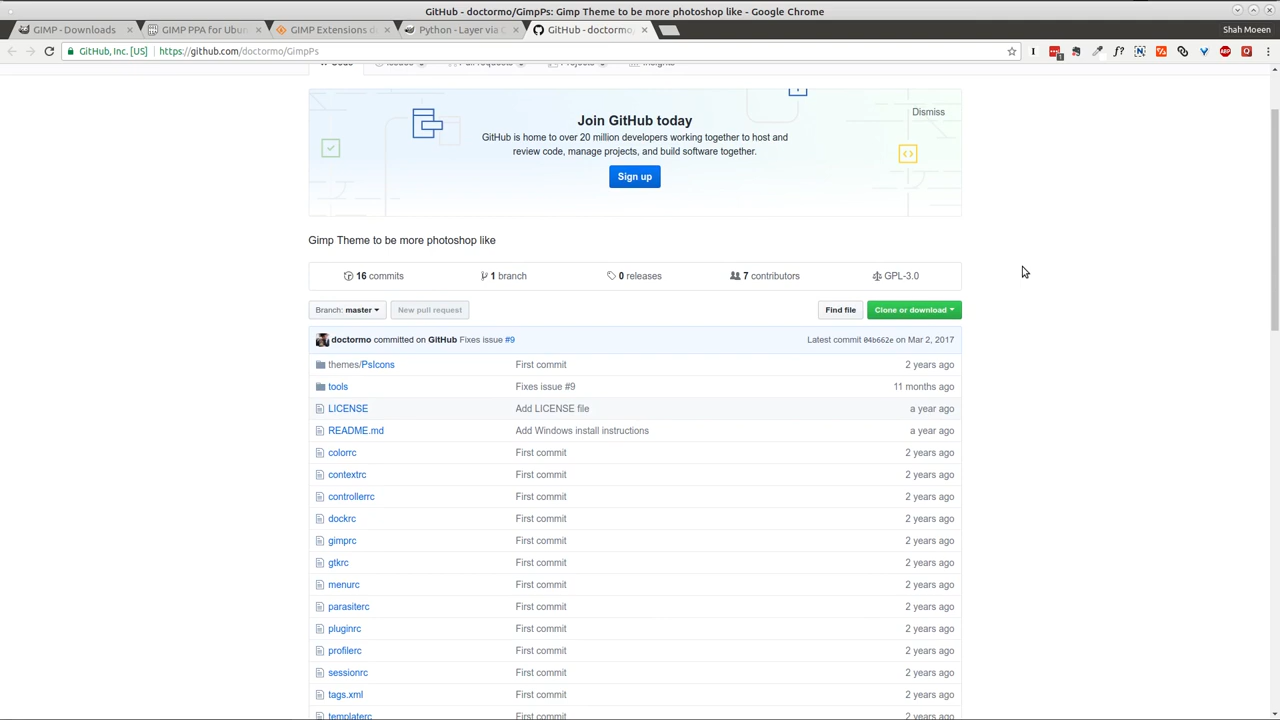 GitHub - doctormo/GimpPs: Gimp Theme to be more photoshop like - Google Chrome
GIMP - Downloads
GIMP PPA for Ubun
GIMP Extensions d
Python - Layer via C
GitHub - doctormo/
Shah Moeen
GitHub, Inc. [US]
https://github.com/doctormo/GimpPs
Join GitHub today
Dismiss
GitHub is home to over 20 million developers working together to host and
review code, manage projects, and build software together.
Sign up
Gimp Theme to be more photoshop like
16 commits
1 branch
0 releases
7 contributors
GPL-3.0
Branch: master
New pull request
Find file
Clone or download
doctormo committed on GitHub Fixes issue #9
Latest commit 04b662e on Mar 2, 2017
themes/PsIcons First commit 2 years ago
tools Fixes issue #9 11 months ago
LICENSE Add LICENSE file a year ago
README.md Add Windows install instructions a year ago
colorrc First commit 2 years ago
contextrc First commit 2 years ago
controllerrc First commit 2 years ago
dockrc First commit 2 years ago
gimprc First commit 2 years ago
gtkrc First commit 2 years ago
menurc First commit 2 years ago
parasiterc First commit 2 years ago
pluginrc First commit 2 years ago
profilerc First commit 2 years ago
sessionrc First commit 2 years ago
tags.xml First commit 2 years ago
templaterc First commit 2 years ago